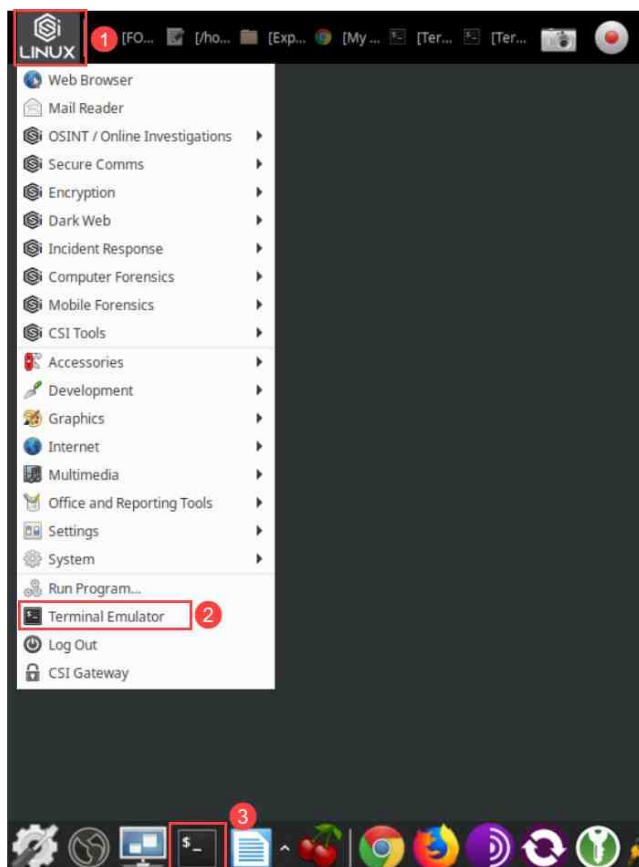 LINUX
1
[FO...
[/ho...
[Exp...
[My ...
[Ter...
[Ter...
Web Browser
Mail Reader
OSINT / Online Investigations
Secure Comms
Encryption
Dark Web
Incident Response
Computer Forensics
Mobile Forensics
CSI Tools
Accessories
Development
Graphics
Internet
Multimedia
Office and Reporting Tools
Settings
System
Run Program...
Terminal Emulator
2
Log Out
CSI Gateway
3
$_